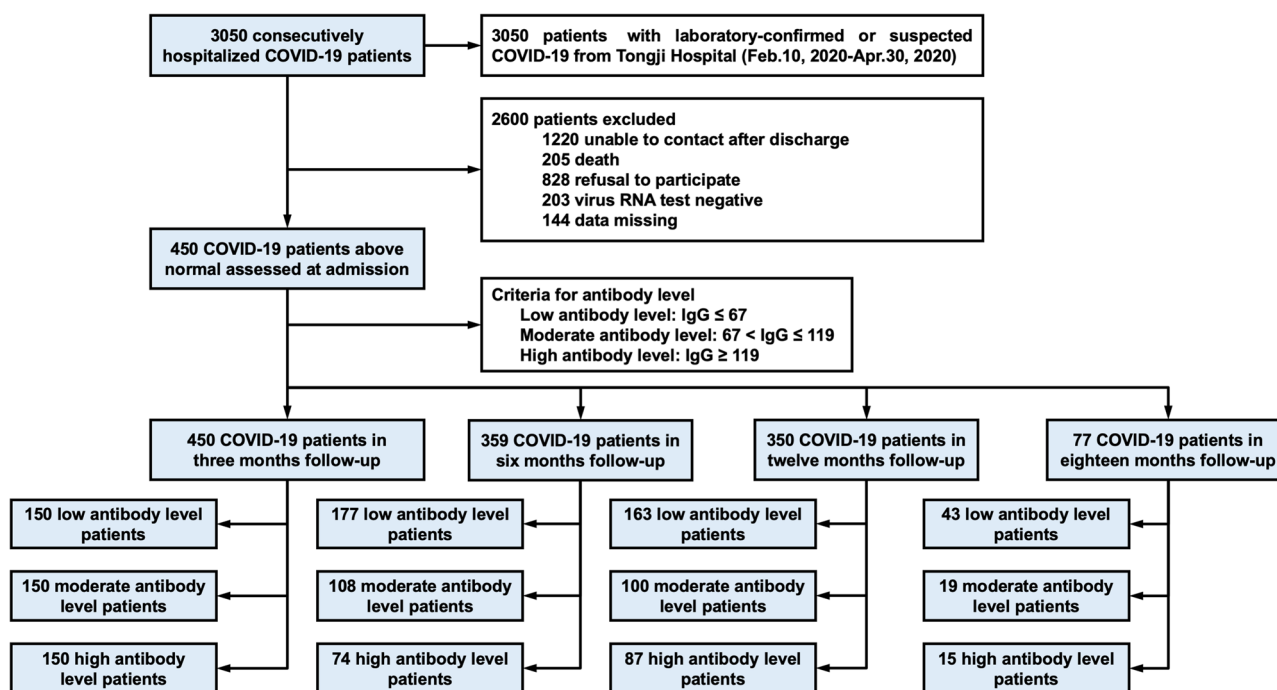 3050 consecutively
hospitalized COVID-19 patients
3050 patients with laboratory-confirmed or suspected
COVID-19 from Tongji Hospital (Feb.10, 2020-Apr.30, 2020)
2600 patients excluded
1220 unable to contact after discharge
205 death
828 refusal to participate
203 virus RNA test negative
144 data missing
450 COVID-19 patients above
normal assessed at admission
Criteria for antibody level
Low antibody level: IgG ≤ 67
Moderate antibody level: 67 < IgG ≤ 119
High antibody level: IgG ≥ 119
450 COVID-19 patients in
three months follow-up
359 COVID-19 patients in
six months follow-up
350 COVID-19 patients in
twelve months follow-up
77 COVID-19 patients in
eighteen months follow-up
150 low antibody level
patients
177 low antibody level
patients
163 low antibody level
patients
43 low antibody level
patients
150 moderate antibody
level patients
108 moderate antibody
level patients
100 moderate antibody
level patients
19 moderate antibody
level patients
150 high antibody
level patients
74 high antibody level
patients
87 high antibody level
patients
15 high antibody level
patients